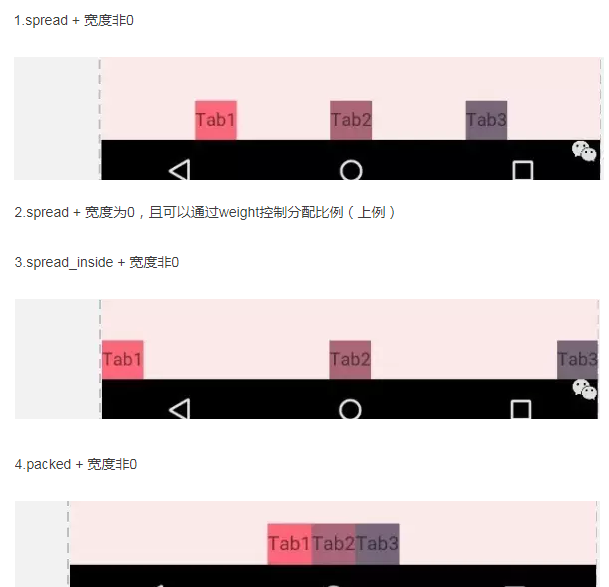 1.spread + 宽度非0
Tab1 Tab2 Tab3
2.spread + 宽度为0，且可以通过weight控制分配比例（上例）
3.spread_inside + 宽度非0
Tab1 Tab2 Tab3
4.packed + 宽度非0
Tab1 Tab2 Tab3